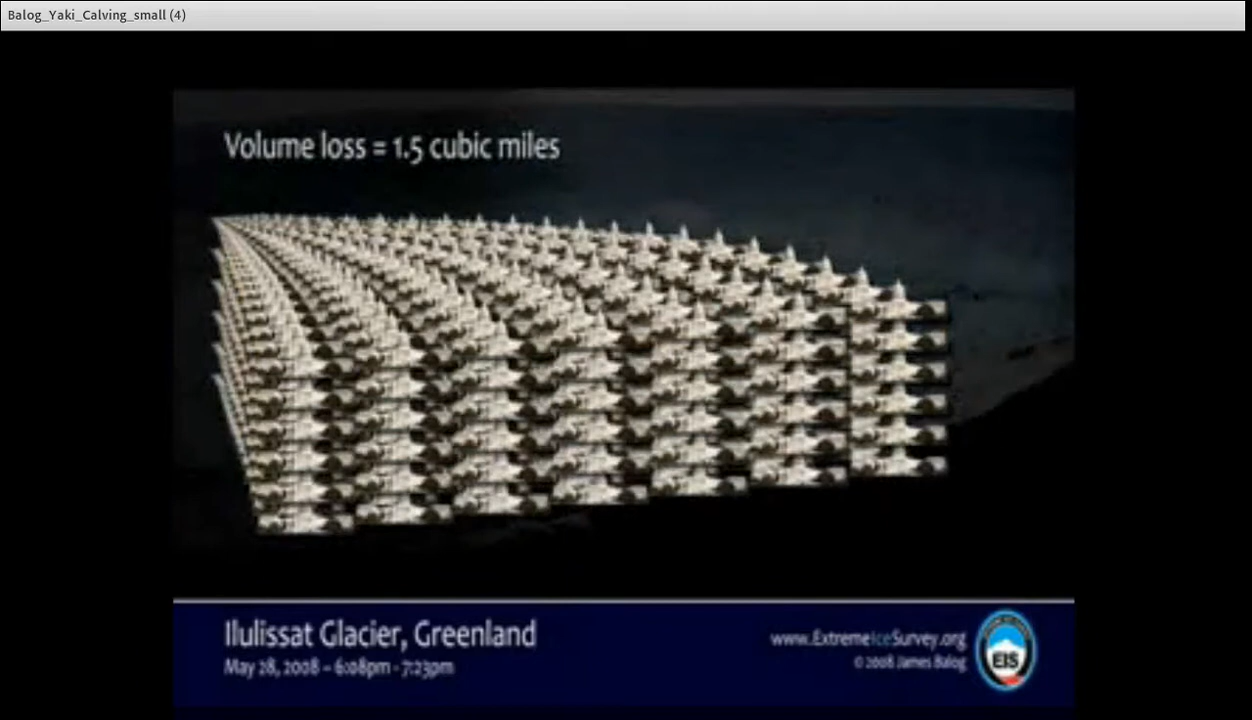 Balog_Yaki_Calving_small (4)
Volume loss = 1.5 cubic miles
Ilulissat Glacier, Greenland
May 28, 2008 – 6:08pm - 7:23pm
www.ExtremeIceSurvey.org
© 2008 James Balog
EIS